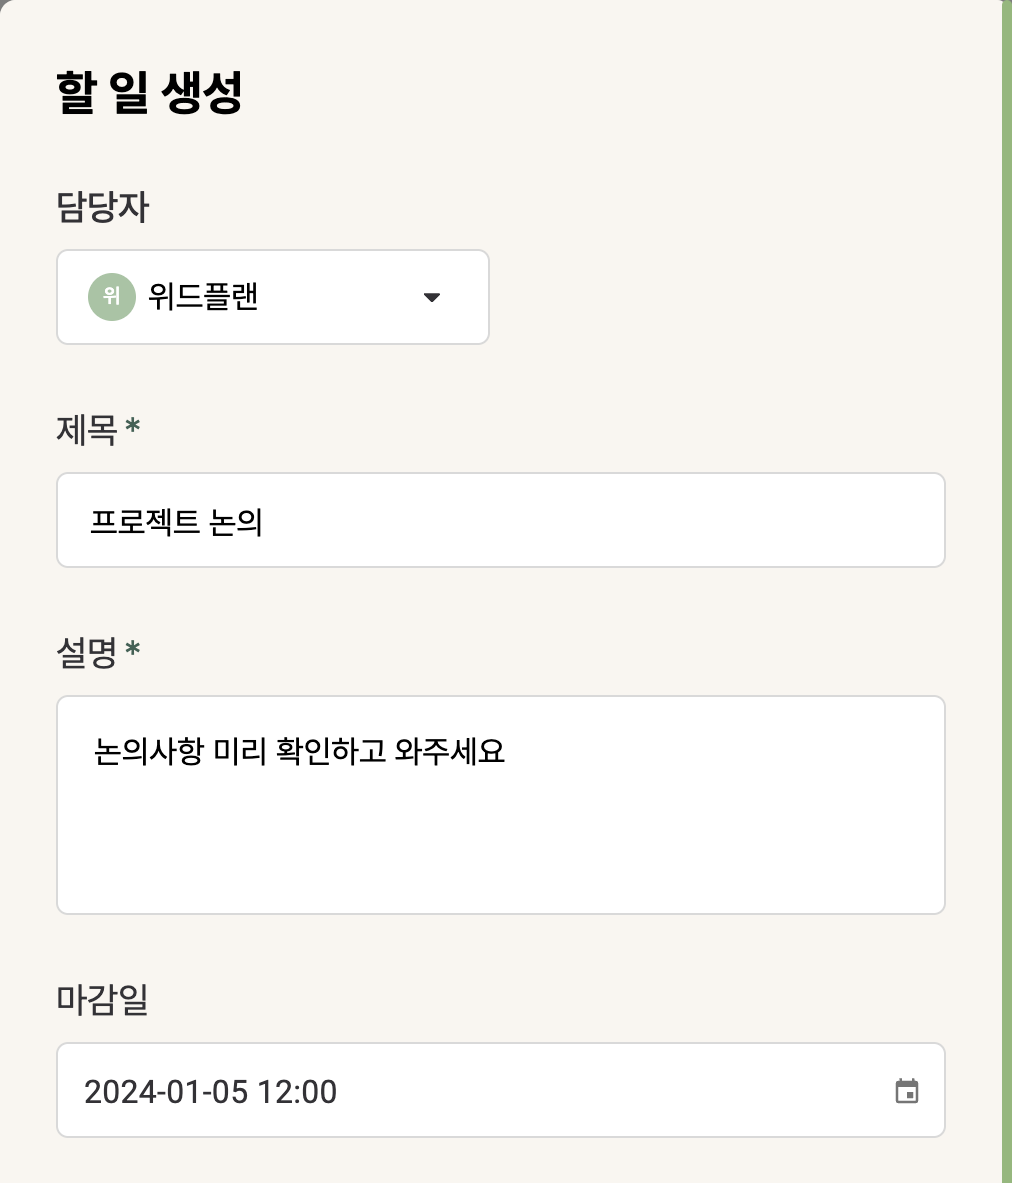 할 일 생성
담당자
위 위드플랜
제목 *
프로젝트 논의
설명 *
논의사항 미리 확인하고 와주세요
마감일
2024-01-05 12:00